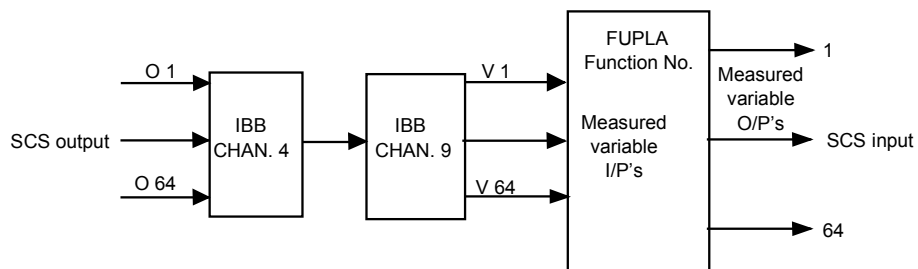 O 1
SCS output
O 64
IBB
CHAN. 4
IBB
CHAN. 9
V 1
V 64
FUPLA
Function No.
Measured
variable
I/P's
1
Measured
variable
O/P's
SCS input
64